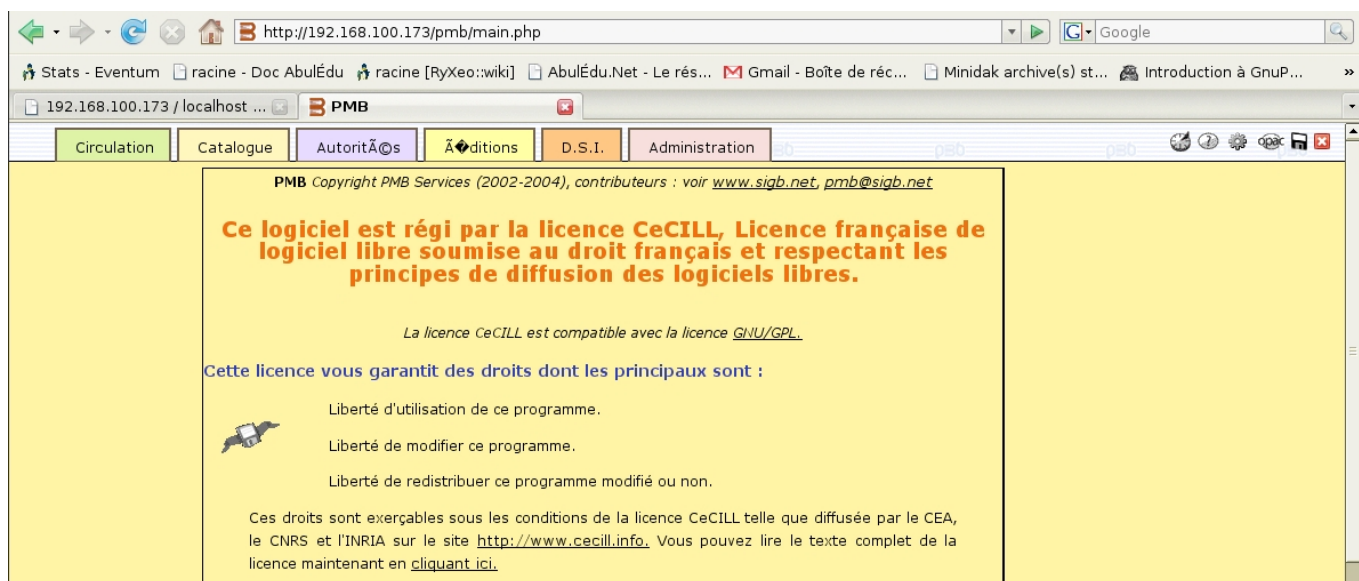 http://192.168.100.173/pmb/main.php
G Google
Stats - Eventum racine - Doc AbulÉdu racine [RyXeo::wiki] AbulÉdu.Net - Le rés... Gmail - Boîte de réc... Minidak archive(s) st... Introduction à GnuP... »
192.168.100.173 / localhost ... PMB
Circulation Catalogue AutoritÃ©s Ã�ditions D.S.I. Administration opac
PMB Copyright PMB Services (2002-2004), contributeurs : voir www.sigb.net, pmb@sigb.net
Ce logiciel est régi par la licence CeCILL, Licence française de
logiciel libre soumise au droit français et respectant les
principes de diffusion des logiciels libres.
La licence CeCILL est compatible avec la licence GNU/GPL.
Cette licence vous garantit des droits dont les principaux sont :
Liberté d'utilisation de ce programme.
Liberté de modifier ce programme.
Liberté de redistribuer ce programme modifié ou non.
Ces droits sont exerçables sous les conditions de la licence CeCILL telle que diffusée par le CEA,
le CNRS et l'INRIA sur le site http://www.cecill.info. Vous pouvez lire le texte complet de la
licence maintenant en cliquant ici.